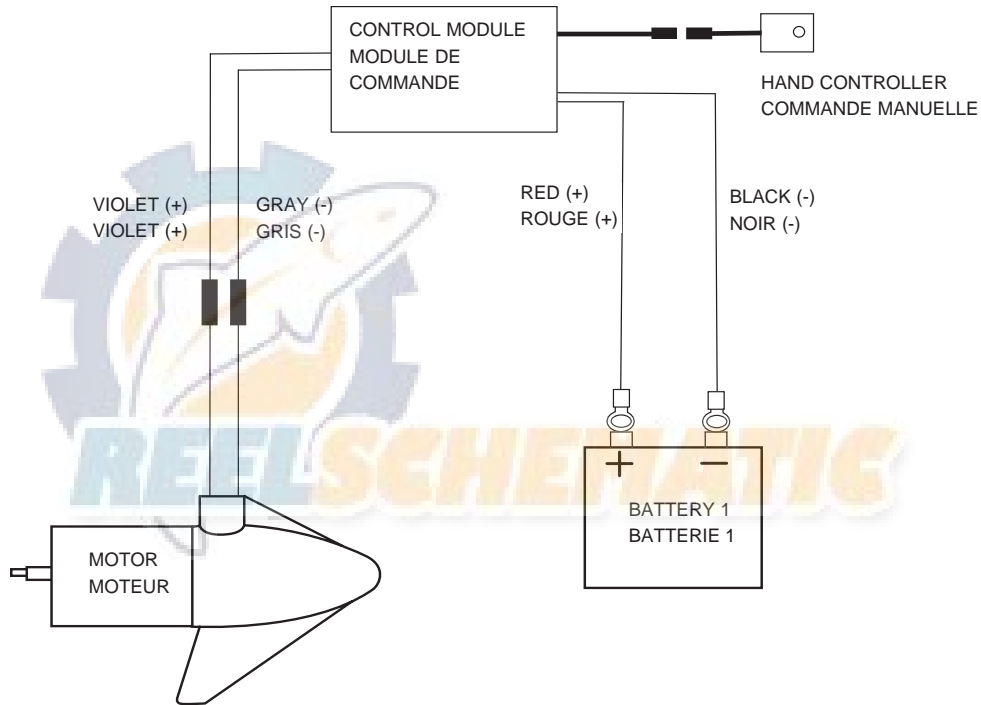 CONTROL MODULE
MODULE DE
COMMANDE
HAND CONTROLLER
COMMANDE MANUELLE
VIOLET (+)
VIOLET (+)
GRAY (-)
GRIS (-)
RED (+)
ROUGE (+)
BLACK (-)
NOIR (-)
REELSCHEMATIC
+
−
BATTERY 1
BATTERIE 1
MOTOR
MOTEUR